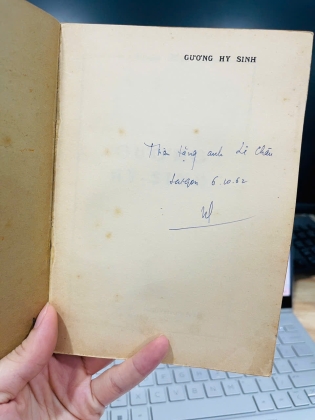 GƯƠNG HY SINH
Thân tặng anh Lê Châu
Saigon 6.10.62